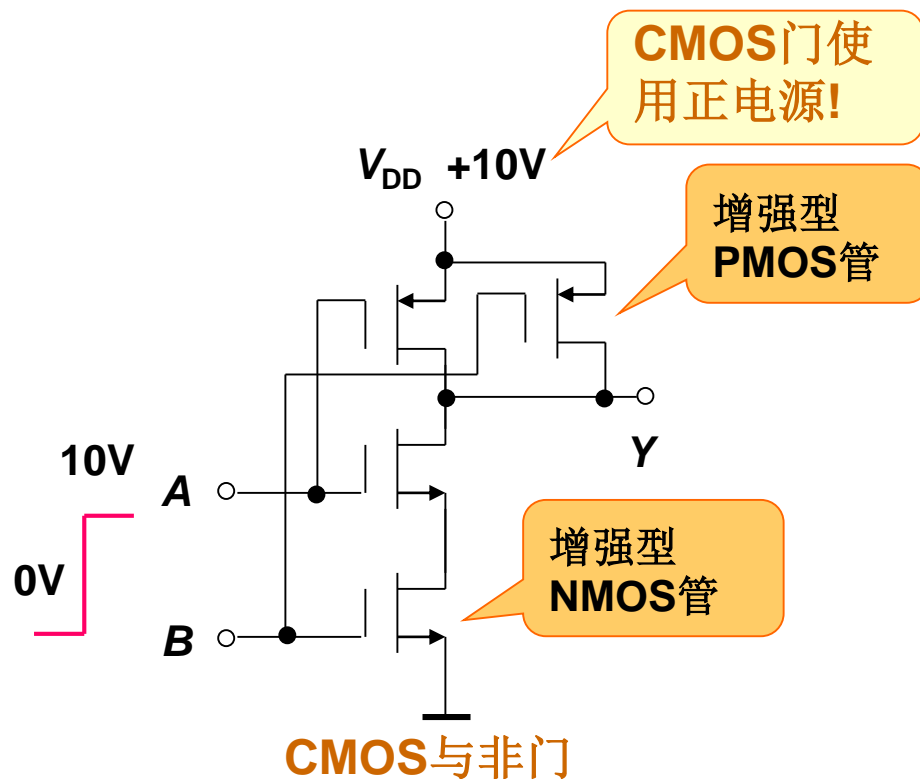 CMOS门使
用正电源!
VDD +10V
增强型
PMOS管
Y
10V
A
0V
增强型
NMOS管
B
CMOS与非门